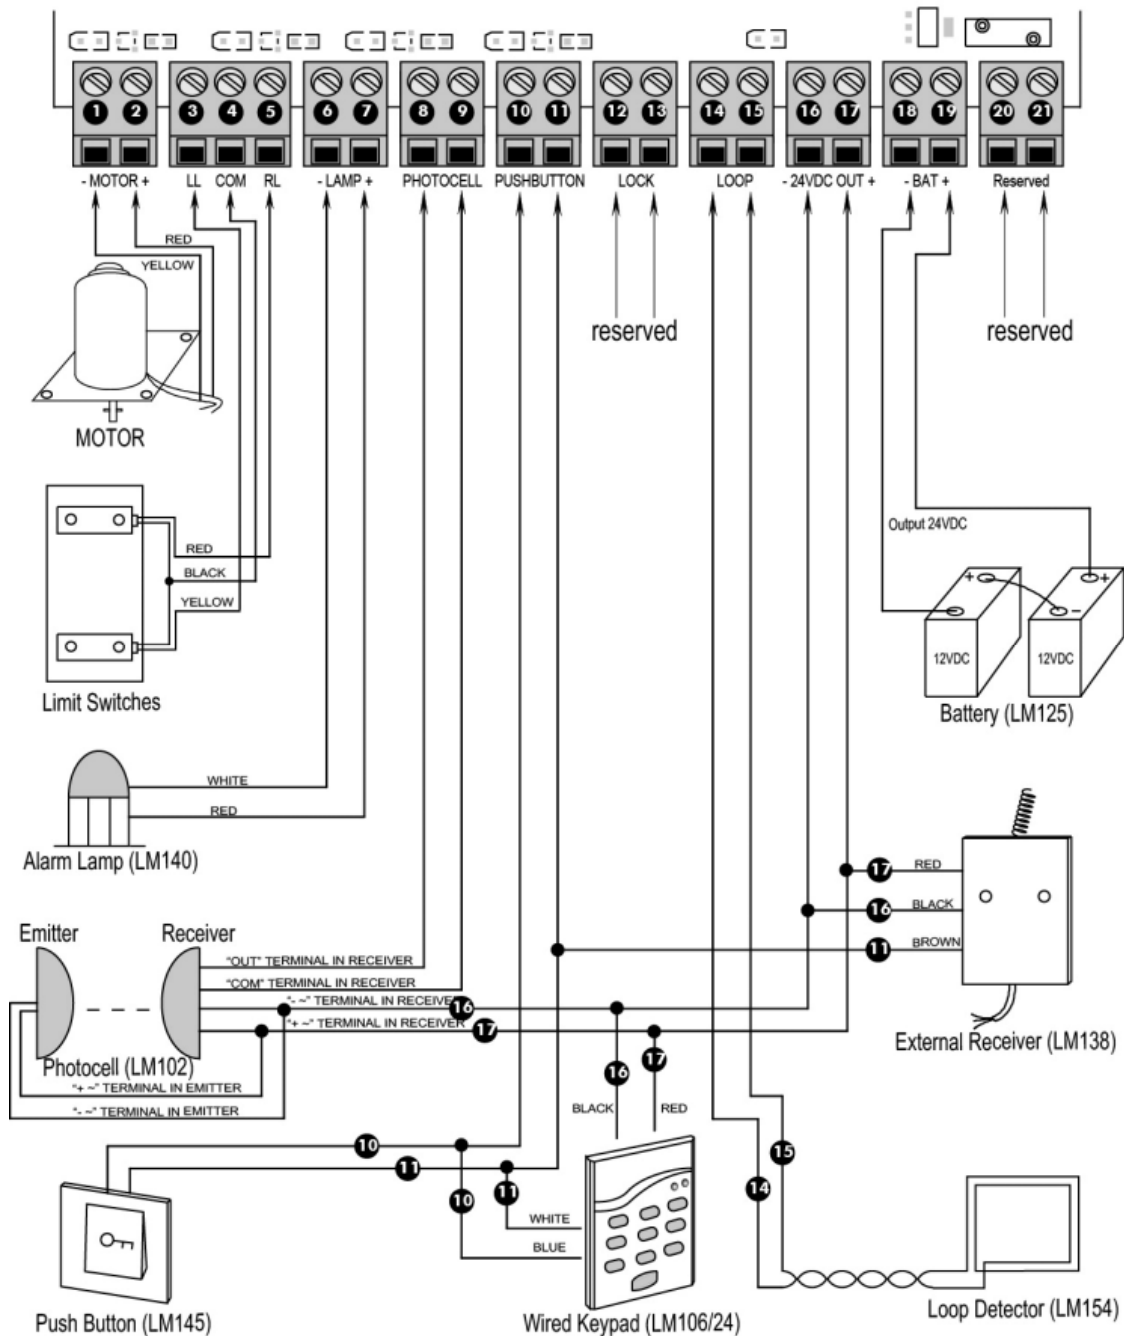 1 2 3 4 5 6 7 8 9 10 11 12 13 14 15 16 17 18 19 20 21
- MOTOR + LL COM RL - LAMP + PHOTOCELL PUSHBUTTON LOCK LOOP - 24VDC OUT + - BAT + Reserved
RED
YELLOW
MOTOR
reserved
reserved
RED
BLACK
YELLOW
Limit Switches
Output 24VDC
+
+
-
12VDC
12VDC
Battery (LM125)
WHITE
RED
Alarm Lamp (LM140)
17 RED
16 BLACK
11 BROWN
External Receiver (LM138)
Emitter
Receiver
"OUT" TERMINAL IN RECEIVER
"COM" TERMINAL IN RECEIVER
"- ~" TERMINAL IN RECEIVER 16
"+ ~" TERMINAL IN RECEIVER 17
Photocell (LM102)
"+ ~" TERMINAL IN EMITTER
"- ~" TERMINAL IN EMITTER
16
17
BLACK
RED
10
11
10
11
WHITE
BLUE
15
14
Push Button (LM145)
Wired Keypad (LM106/24)
Loop Detector (LM154)